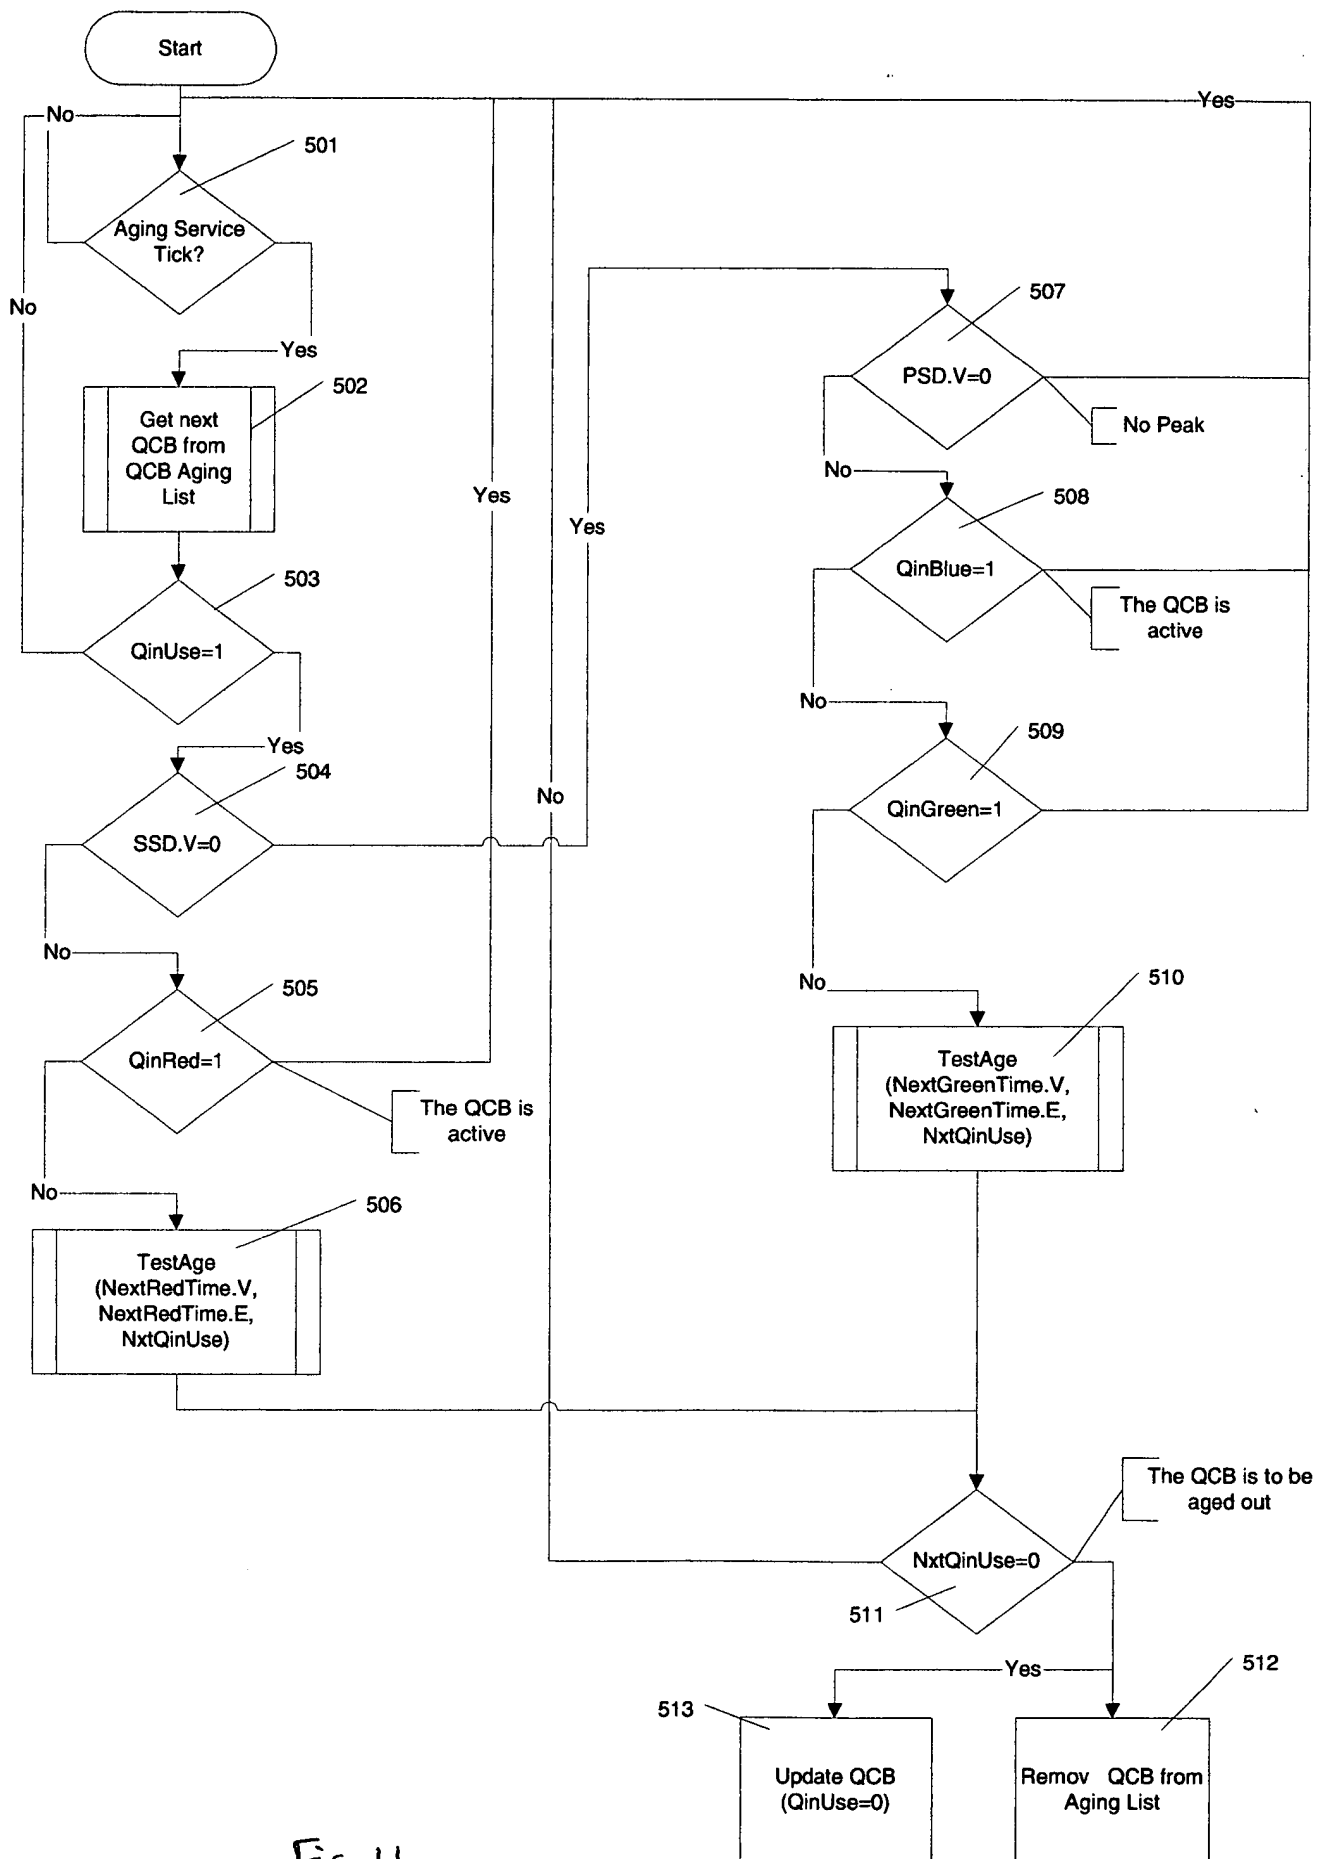 Start
No
Yes
501
Aging Service
Tick?
No
Yes
502
Get next
QCB from
QCB Aging
List
503
QinUse=1
Yes
504
SSD.V=0
No
505
QinRed=1
The QCB is
active
No
506
TestAge
(NextRedTime.V,
NextRedTime.E,
NxtQinUse)
Yes
No
Yes
507
PSD.V=0
No Peak
No
508
QinBlue=1
The QCB is
active
No
509
QinGreen=1
No
510
TestAge
(NextGreenTime.V,
NextGreenTime.E,
NxtQinUse)
The QCB is to be
aged out
NxtQinUse=0
511
Yes
512
513
Update QCB
(QinUse=0)
Remov QCB from
Aging List
Fig. 11